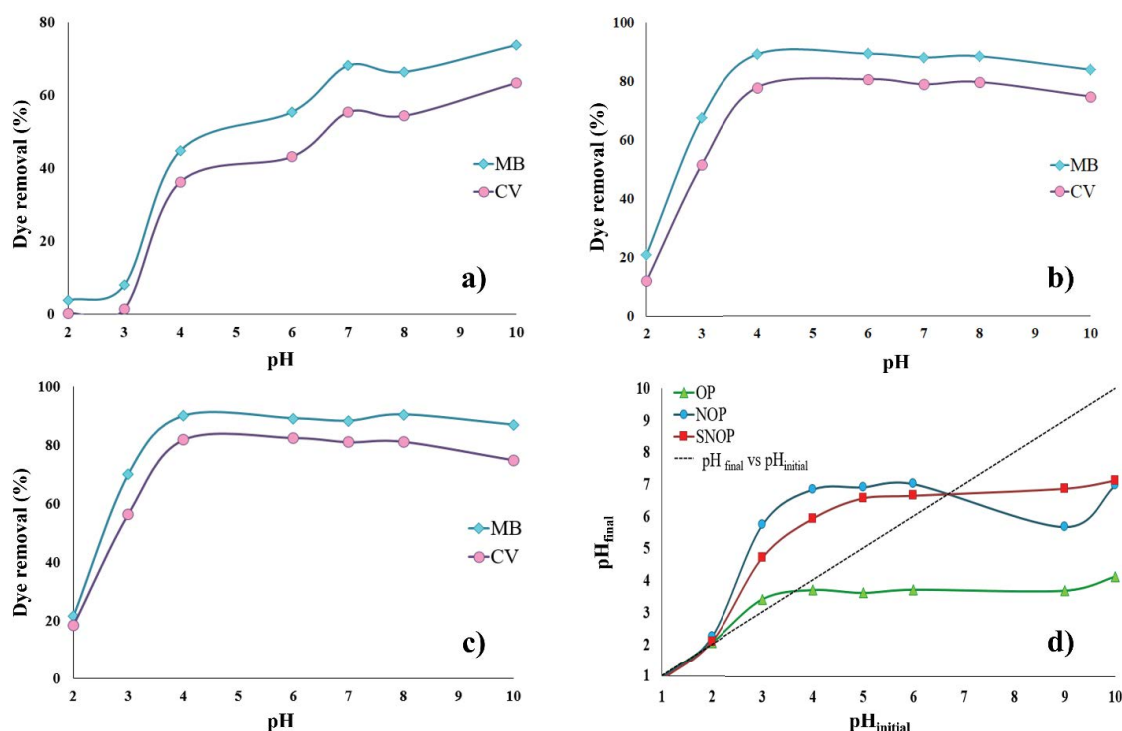 80
60
40
20
0
Dye removal (%)
2 3 4 5 6 7 8 9 10
pH
MB
CV
a)
100
80
60
40
20
0
Dye removal (%)
2 3 4 5 6 7 8 9 10
pH
MB
CV
b)
100
80
60
40
20
0
Dye removal (%)
2 3 4 5 6 7 8 9 10
pH
MB
CV
c)
10
9
8
7
6
5
4
3
2
1
pHfinal
1 2 3 4 5 6 7 8 9 10
pHinitial
OP
NOP
SNOP
pH final vs pHinitial
d)